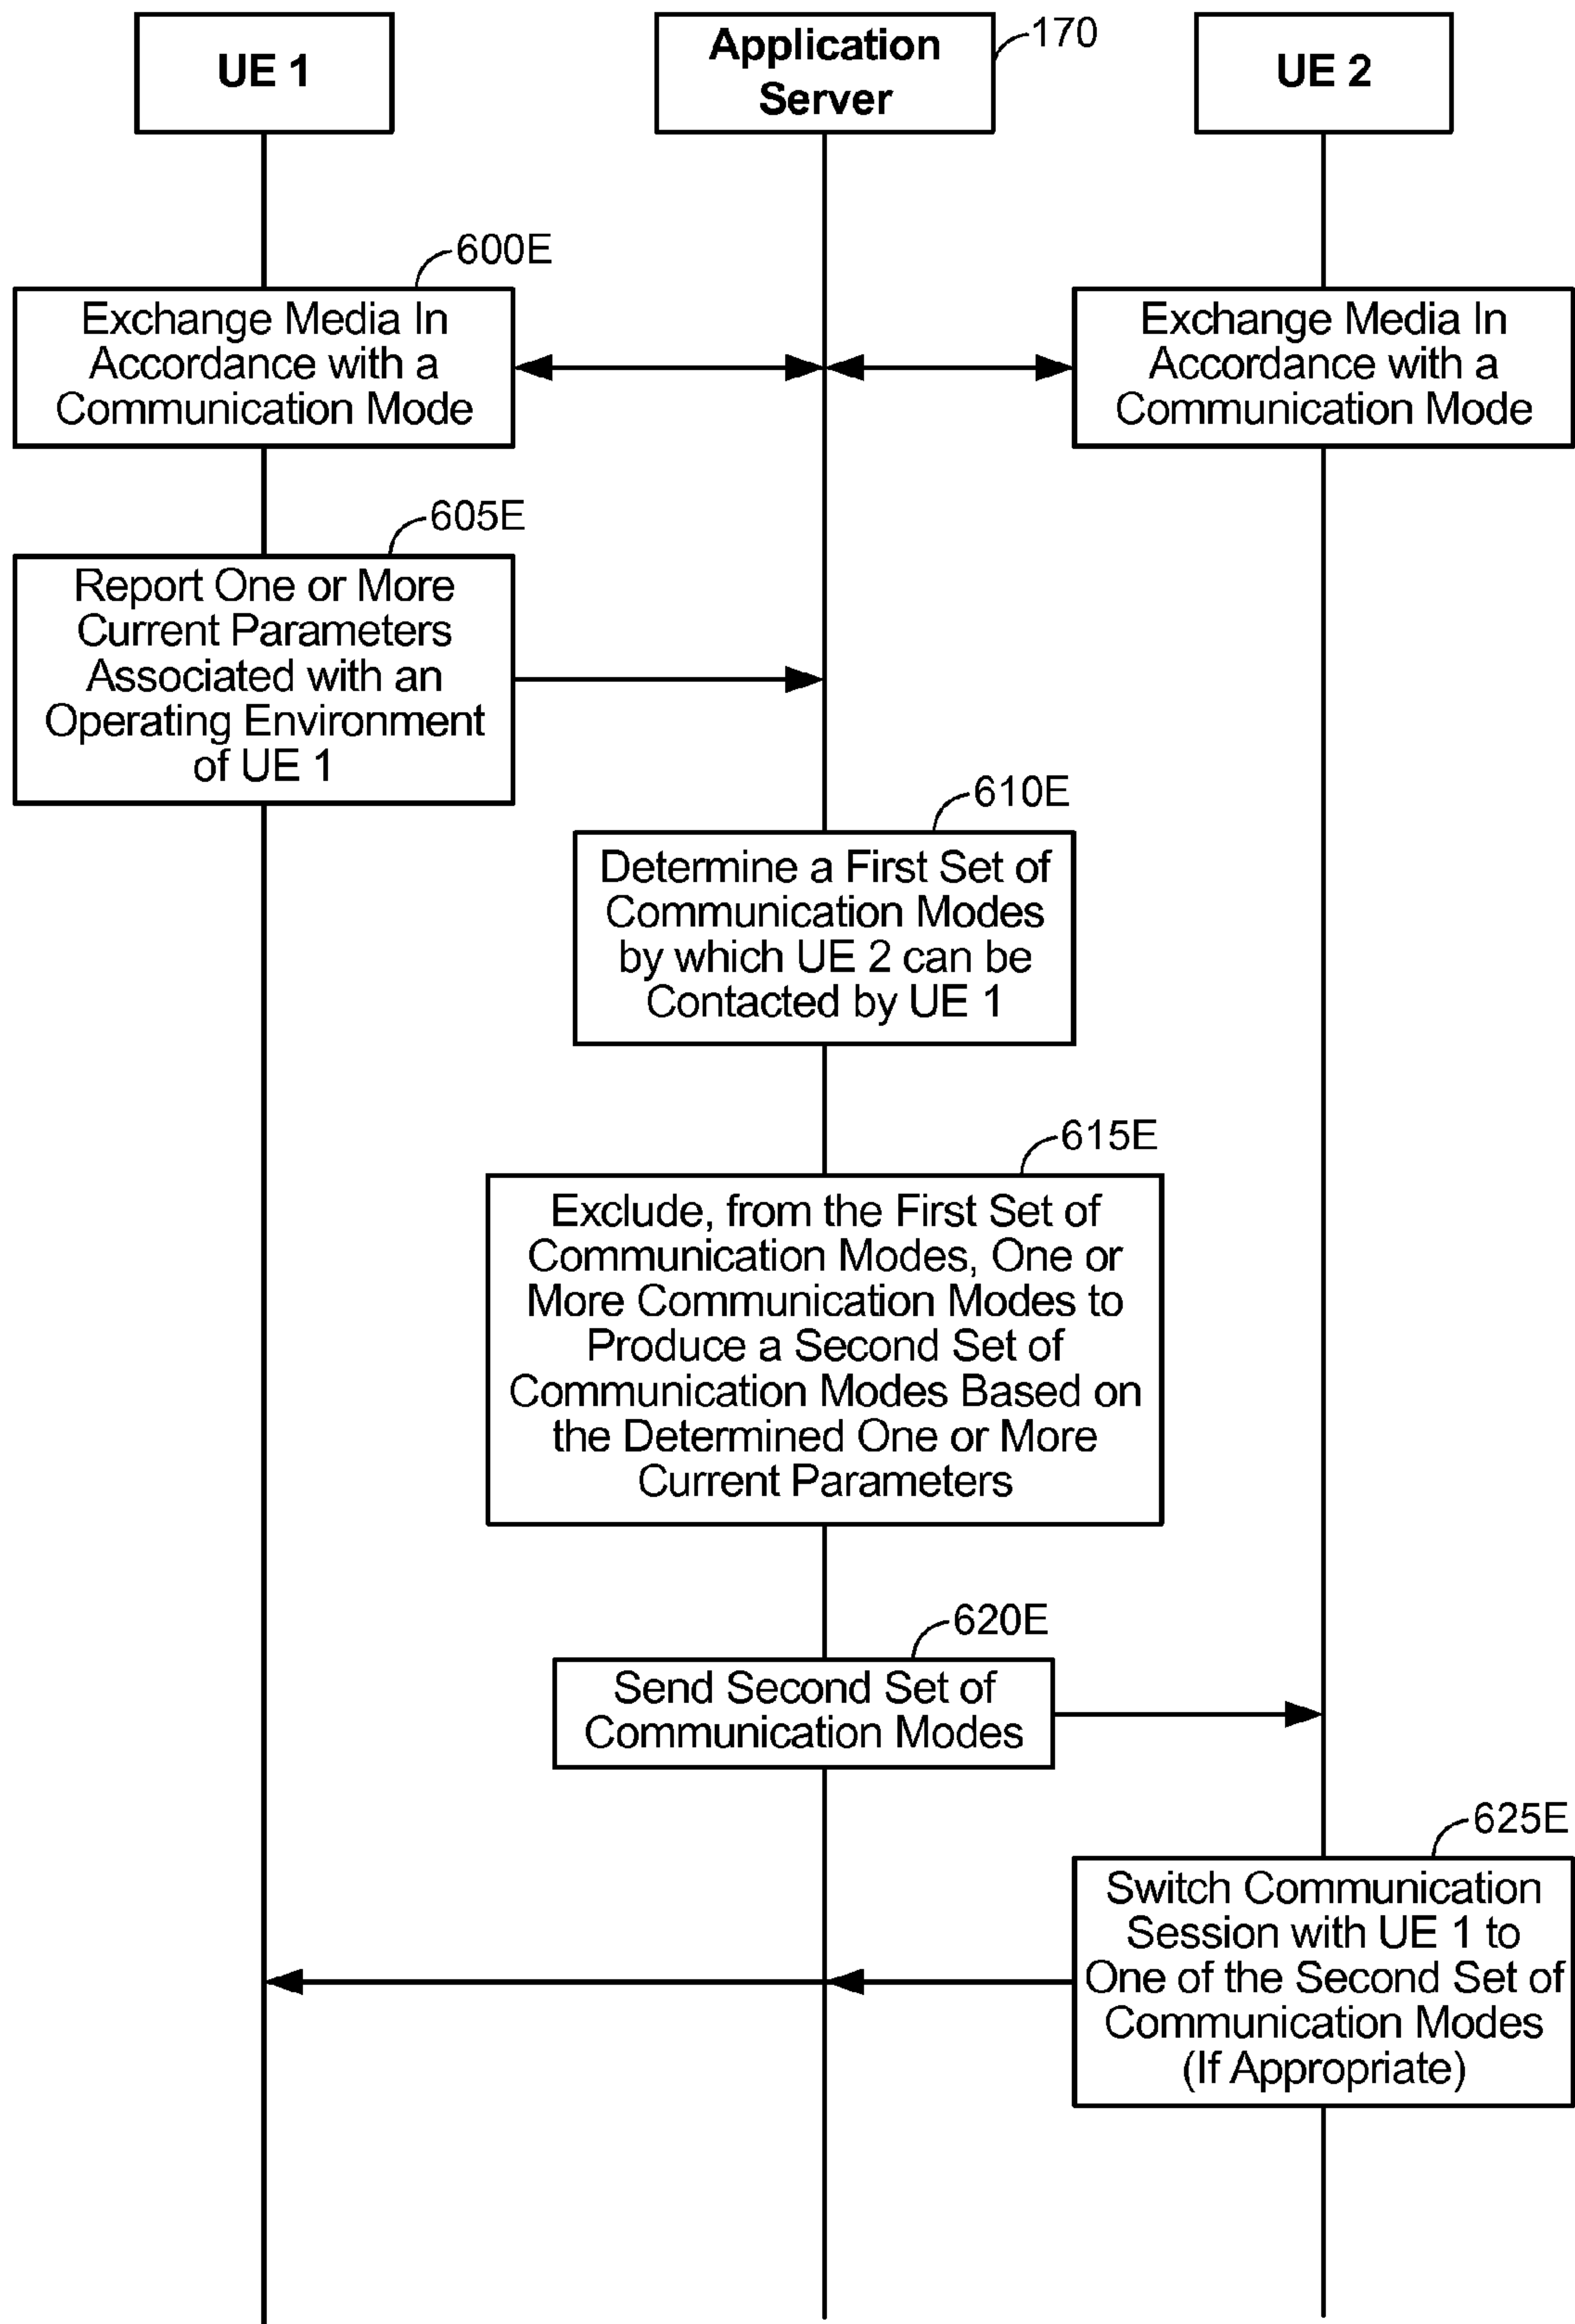 UE 1
Application
Server
170
UE 2
600E
Exchange Media In
Accordance with a
Communication Mode
Exchange Media In
Accordance with a
Communication Mode
605E
Report One or More
Current Parameters
Associated with an
Operating Environment
of UE 1
610E
Determine a First Set of
Communication Modes
by which UE 2 can be
Contacted by UE 1
615E
Exclude, from the First Set of
Communication Modes, One or
More Communication Modes to
Produce a Second Set of
Communication Modes Based on
the Determined One or More
Current Parameters
620E
Send Second Set of
Communication Modes
625E
Switch Communication
Session with UE 1 to
One of the Second Set of
Communication Modes
(If Appropriate)